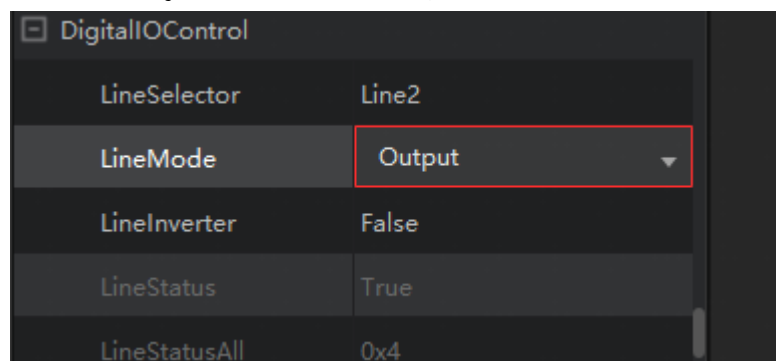 DigitalIOControl
LineSelector Line2
LineMode Output
LineInverter False
LineStatus True
LineStatusAll 0x4